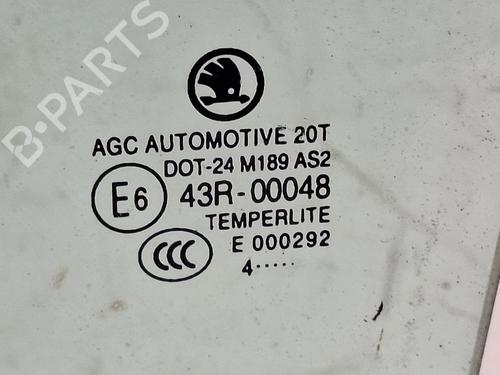 B-PARTS
AGC AUTOMOTIVE 20T
DOT-24 M189 AS2
E6
43R-00048
TEMPERLITE
E 000292
CCC
4·····